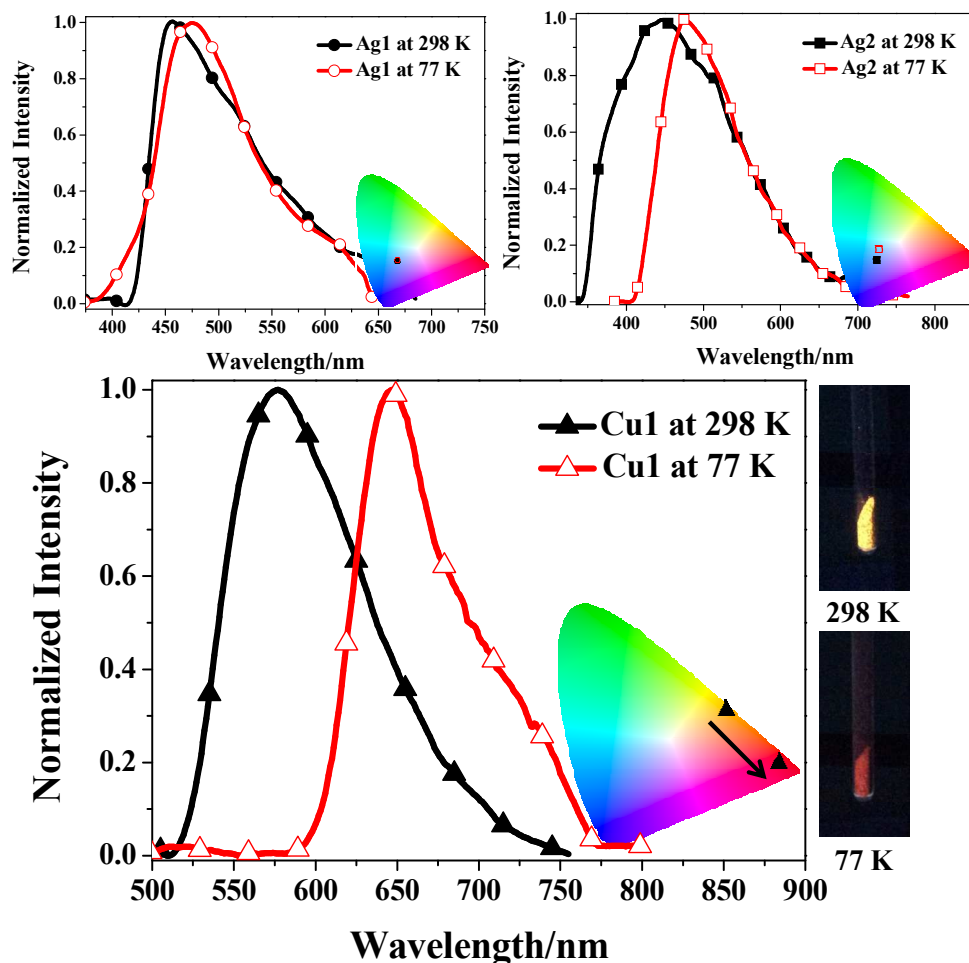 Normalized Intensity
1.0
0.8
0.6
0.4
0.2
0.0
Ag1 at 298 K
Ag1 at 77 K
400 450 500 550 600 650 700 750
Wavelength/nm
Normalized Intensity
1.0
0.8
0.6
0.4
0.2
0.0
Ag2 at 298 K
Ag2 at 77 K
400 500 600 700 800
Wavelength/nm
Normalized Intensity
1.0
0.8
0.6
0.4
0.2
0.0
Cu1 at 298 K
Cu1 at 77 K
500 550 600 650 700 750 800 850 900
Wavelength/nm
298 K
77 K